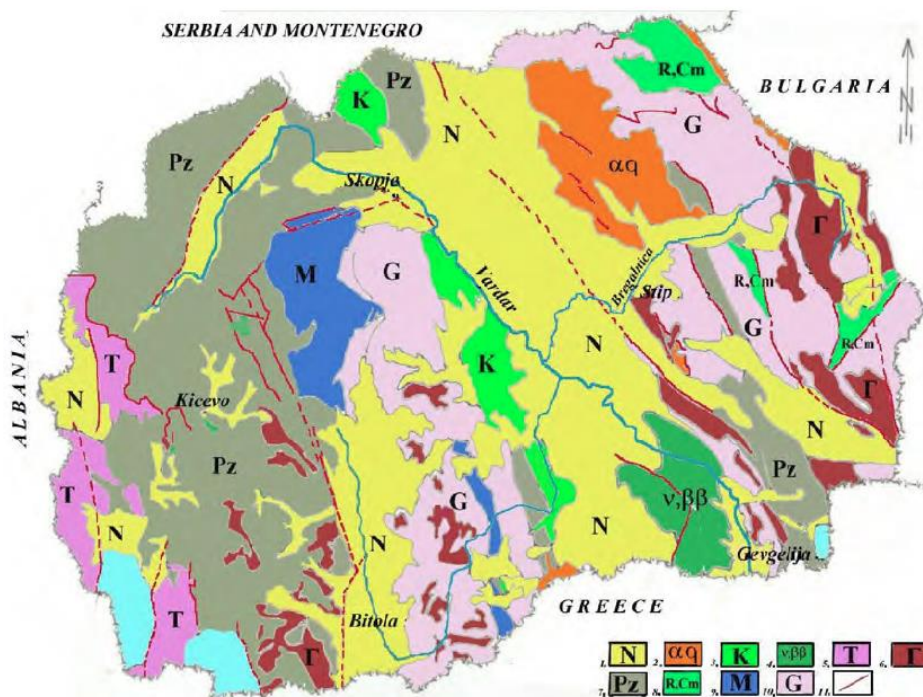 SERBIA AND MONTENEGRO
R,Cm
BULGARIA
N
Pz
K
N
G
αq
Pz
N
Skopje
Γ
M
G
Vardar
Bregalnica
Stip
R,Cm
G
K
N
R,Cm
ALBANIA
T
N
Kicevo
Γ
N
Pz
Pz
T
G
ν,ββ
N
N
N
Gevgelija
T
Bitola
GREECE
Γ
1. N 2. αq 3. K 4. ν,ββ 5. T 6. Γ
7. Pz 8. R,Cm 9. M 10. G 11.